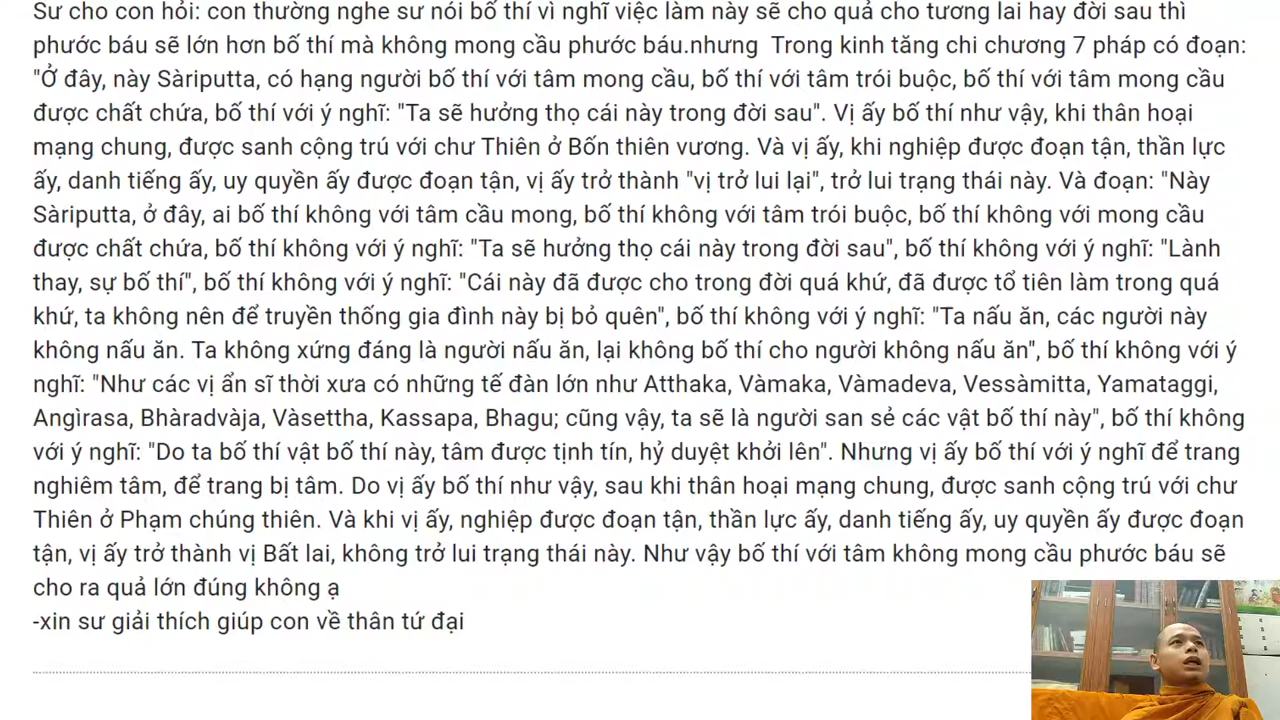 Sư cho con hỏi: con thường nghe sư nói bố thí vì nghĩ việc làm này sẽ cho quả cho tương lai hay đời sau thì
phước báu sẽ lớn hơn bố thí mà không mong cầu phước báu.nhưng  Trong kinh tăng chi chương 7 pháp có đoạn:
"Ở đây, này Sàriputta, có hạng người bố thí với tâm mong cầu, bố thí với tâm trói buộc, bố thí với tâm mong cầu
được chất chứa, bố thí với ý nghĩ: "Ta sẽ hưởng thọ cái này trong đời sau". Vị ấy bố thí như vậy, khi thân hoại
mạng chung, được sanh cộng trú với chư Thiên ở Bốn thiên vương. Và vị ấy, khi nghiệp được đoạn tận, thần lực
ấy, danh tiếng ấy, uy quyền ấy được đoạn tận, vị ấy trở thành "vị trở lui lại", trở lui trạng thái này. Và đoạn: "Này
Sàriputta, ở đây, ai bố thí không với tâm cầu mong, bố thí không với tâm trói buộc, bố thí không với mong cầu
được chất chứa, bố thí không với ý nghĩ: "Ta sẽ hưởng thọ cái này trong đời sau", bố thí không với ý nghĩ: "Lành
thay, sự bố thí", bố thí không với ý nghĩ: "Cái này đã được cho trong đời quá khứ, đã được tổ tiên làm trong quá
khứ, ta không nên để truyền thống gia đình này bị bỏ quên", bố thí không với ý nghĩ: "Ta nấu ăn, các người này
không nấu ăn. Ta không xứng đáng là người nấu ăn, lại không bố thí cho người không nấu ăn", bố thí không với ý
nghĩ: "Như các vị ẩn sĩ thời xưa có những tế đàn lớn như Atthaka, Vàmaka, Vàmadeva, Vessàmitta, Yamataggi,
Angìrasa, Bhàradvàja, Vàsettha, Kassapa, Bhagu; cũng vậy, ta sẽ là người san sẻ các vật bố thí này", bố thí không
với ý nghĩ: "Do ta bố thí vật bố thí này, tâm được tịnh tín, hỷ duyệt khởi lên". Nhưng vị ấy bố thí với ý nghĩ để trang
nghiêm tâm, để trang bị tâm. Do vị ấy bố thí như vậy, sau khi thân hoại mạng chung, được sanh cộng trú với chư
Thiên ở Phạm chúng thiên. Và khi vị ấy, nghiệp được đoạn tận, thần lực ấy, danh tiếng ấy, uy quyền ấy được đoạn
tận, vị ấy trở thành vị Bất lai, không trở lui trạng thái này. Như vậy bố thí với tâm không mong cầu phước báu sẽ
cho ra quả lớn đúng không ạ
-xin sư giải thích giúp con về thân tứ đại